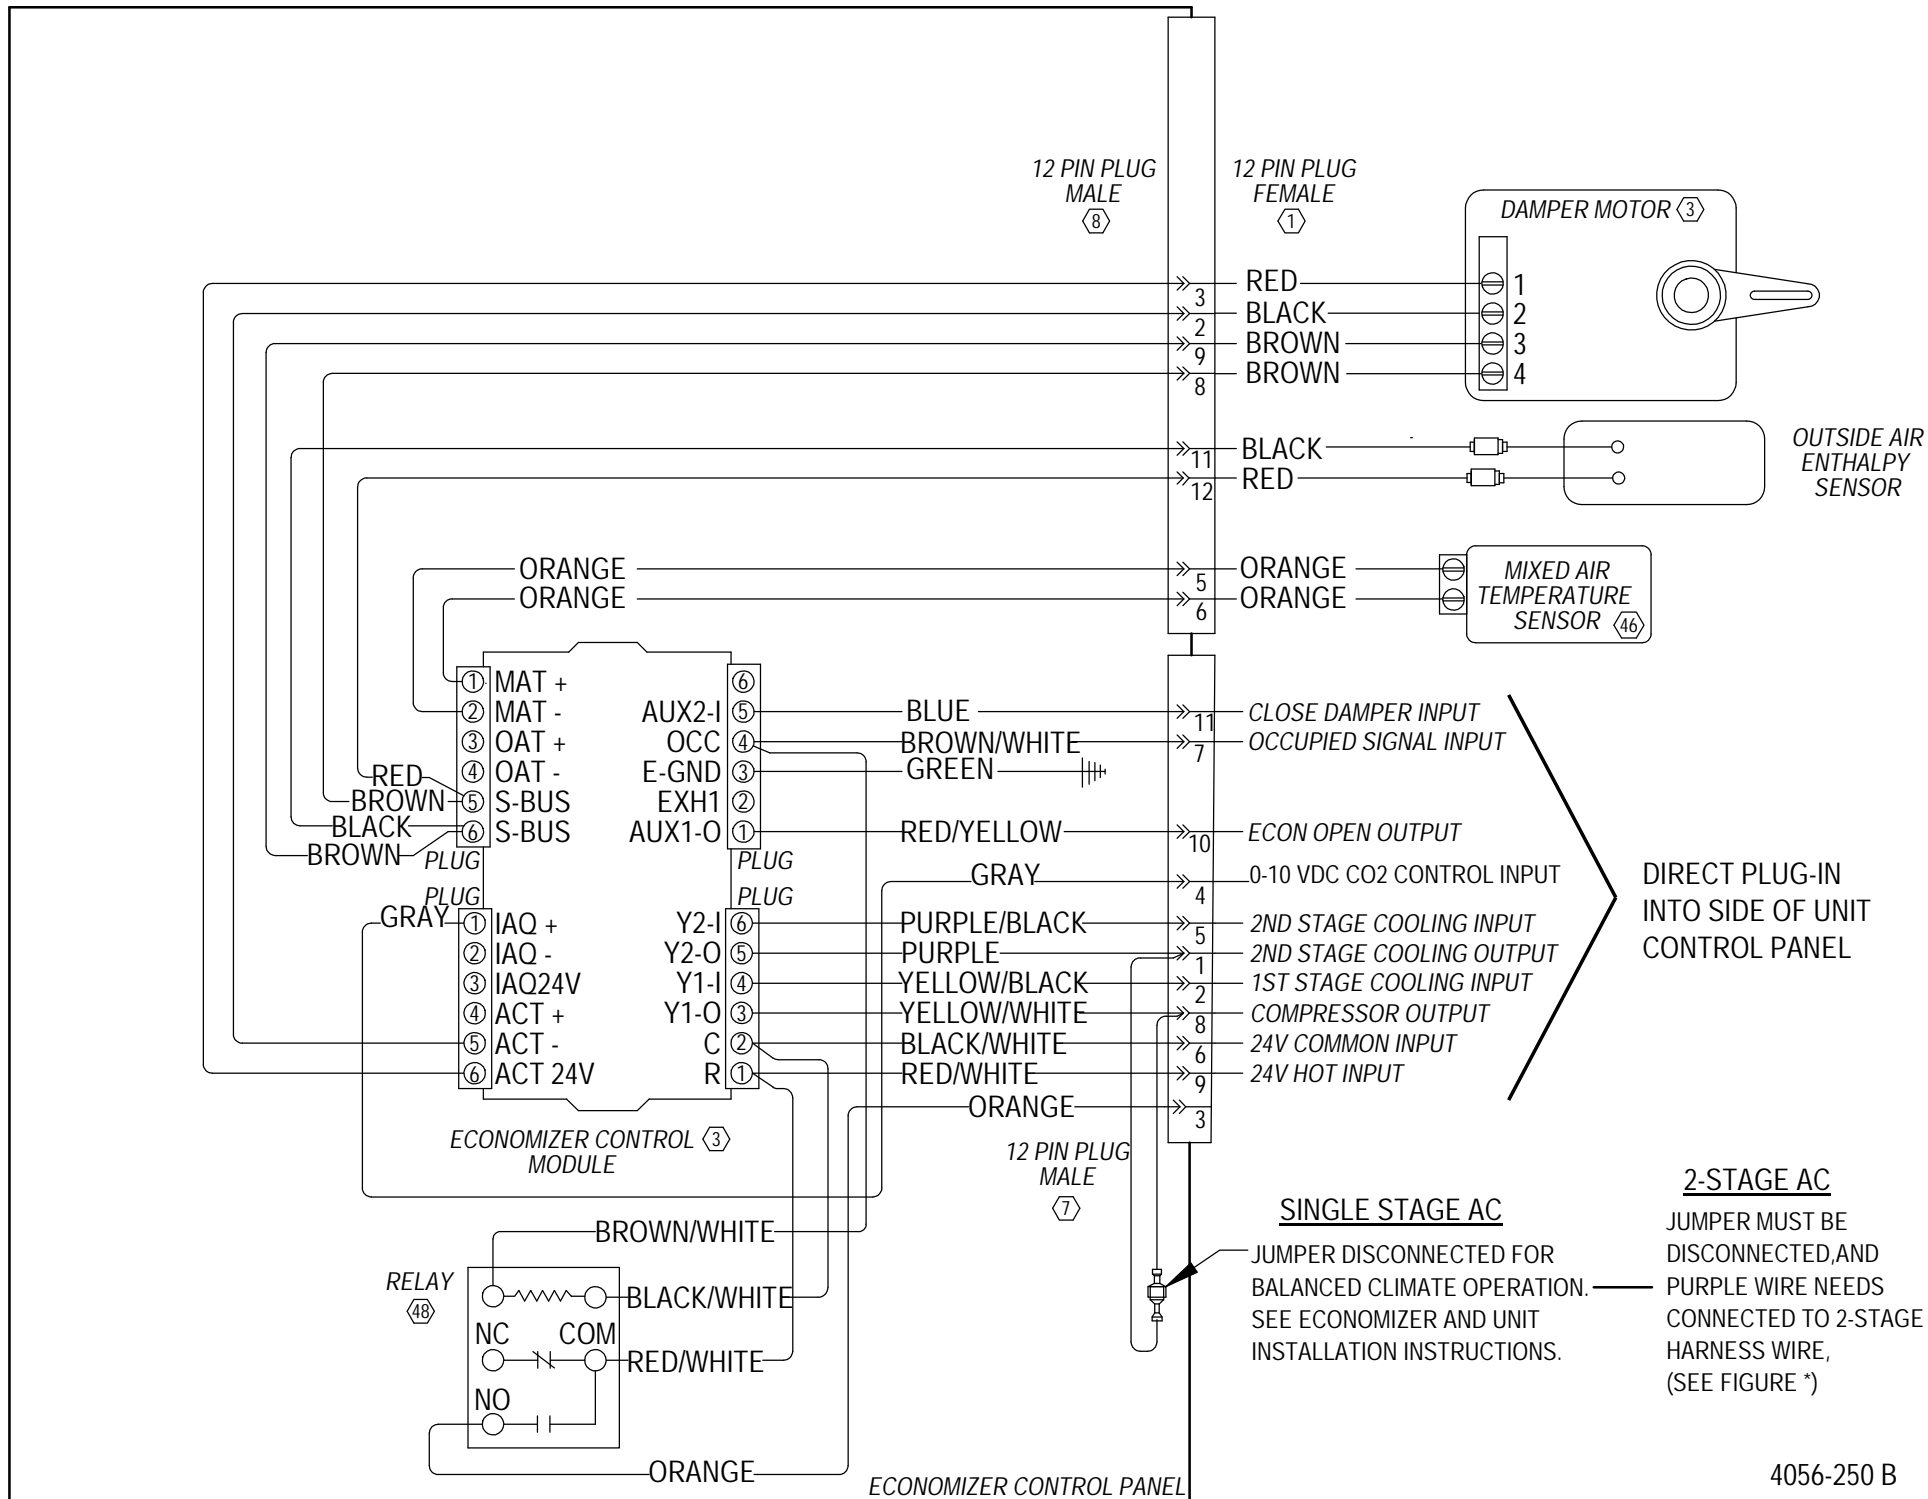 12 PIN PLUG
MALE
8
12 PIN PLUG
FEMALE
1
DAMPER MOTOR 3
3 RED 1
2 BLACK 2
9 BROWN 3
8 BROWN 4
11 BLACK
12 RED
OUTSIDE AIR
ENTHALPY
SENSOR
ORANGE 5 ORANGE
ORANGE 6 ORANGE
MIXED AIR
TEMPERATURE
SENSOR 46
1 MAT +
2 MAT -
3 OAT +
4 OAT -
RED
BROWN 5 S-BUS
BLACK 6 S-BUS
BROWN
PLUG
PLUG
GRAY 1 IAQ +
2 IAQ -
3 IAQ24V
4 ACT +
5 ACT -
6 ACT 24V
6
AUX2-I 5 BLUE 11 CLOSE DAMPER INPUT
OCC 4 BROWN/WHITE 7 OCCUPIED SIGNAL INPUT
E-GND 3 GREEN
EXH1 2
AUX1-O 1 RED/YELLOW 10 ECON OPEN OUTPUT
PLUG
GRAY 4 0-10 VDC CO2 CONTROL INPUT
PLUG
Y2-I 6 PURPLE/BLACK 5 2ND STAGE COOLING INPUT
Y2-O 5 PURPLE 1 2ND STAGE COOLING OUTPUT
Y1-I 4 YELLOW/BLACK 2 1ST STAGE COOLING INPUT
Y1-O 3 YELLOW/WHITE 8 COMPRESSOR OUTPUT
C 2 BLACK/WHITE 6 24V COMMON INPUT
R 1 RED/WHITE 9 24V HOT INPUT
ORANGE 3
DIRECT PLUG-IN
INTO SIDE OF UNIT
CONTROL PANEL
ECONOMIZER CONTROL 3
MODULE
12 PIN PLUG
MALE
7
BROWN/WHITE
RELAY
48
BLACK/WHITE
NC COM
RED/WHITE
NO
ORANGE
ECONOMIZER CONTROL PANEL
SINGLE STAGE AC
JUMPER DISCONNECTED FOR
BALANCED CLIMATE OPERATION.
SEE ECONOMIZER AND UNIT
INSTALLATION INSTRUCTIONS.
2-STAGE AC
JUMPER MUST BE
DISCONNECTED,AND
PURPLE WIRE NEEDS
CONNECTED TO 2-STAGE
HARNESS WIRE,
(SEE FIGURE *)
4056-250 B